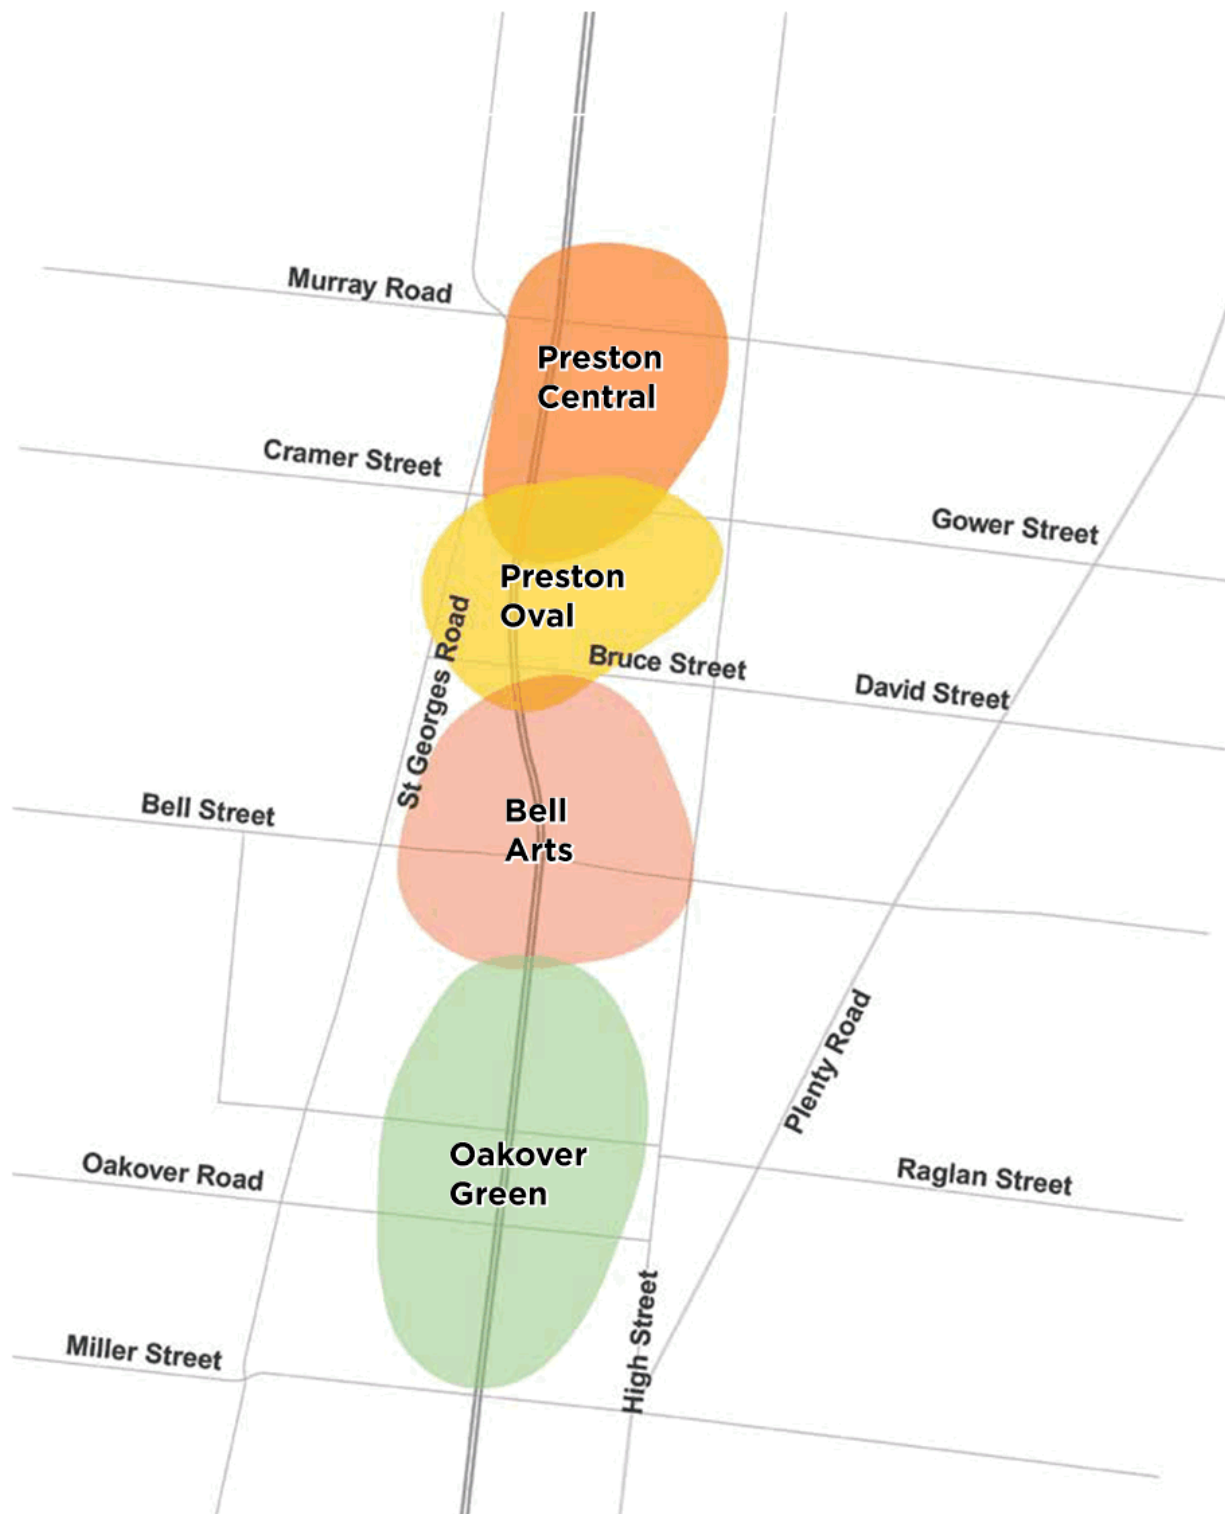 Murray Road
Preston
Central
Cramer Street
Gower Street
Preston
Oval
St Georges Road
Bruce Street
David Street
Bell Street
Bell
Arts
Plenty Road
Oakover Road
Oakover
Green
Raglan Street
High Street
Miller Street